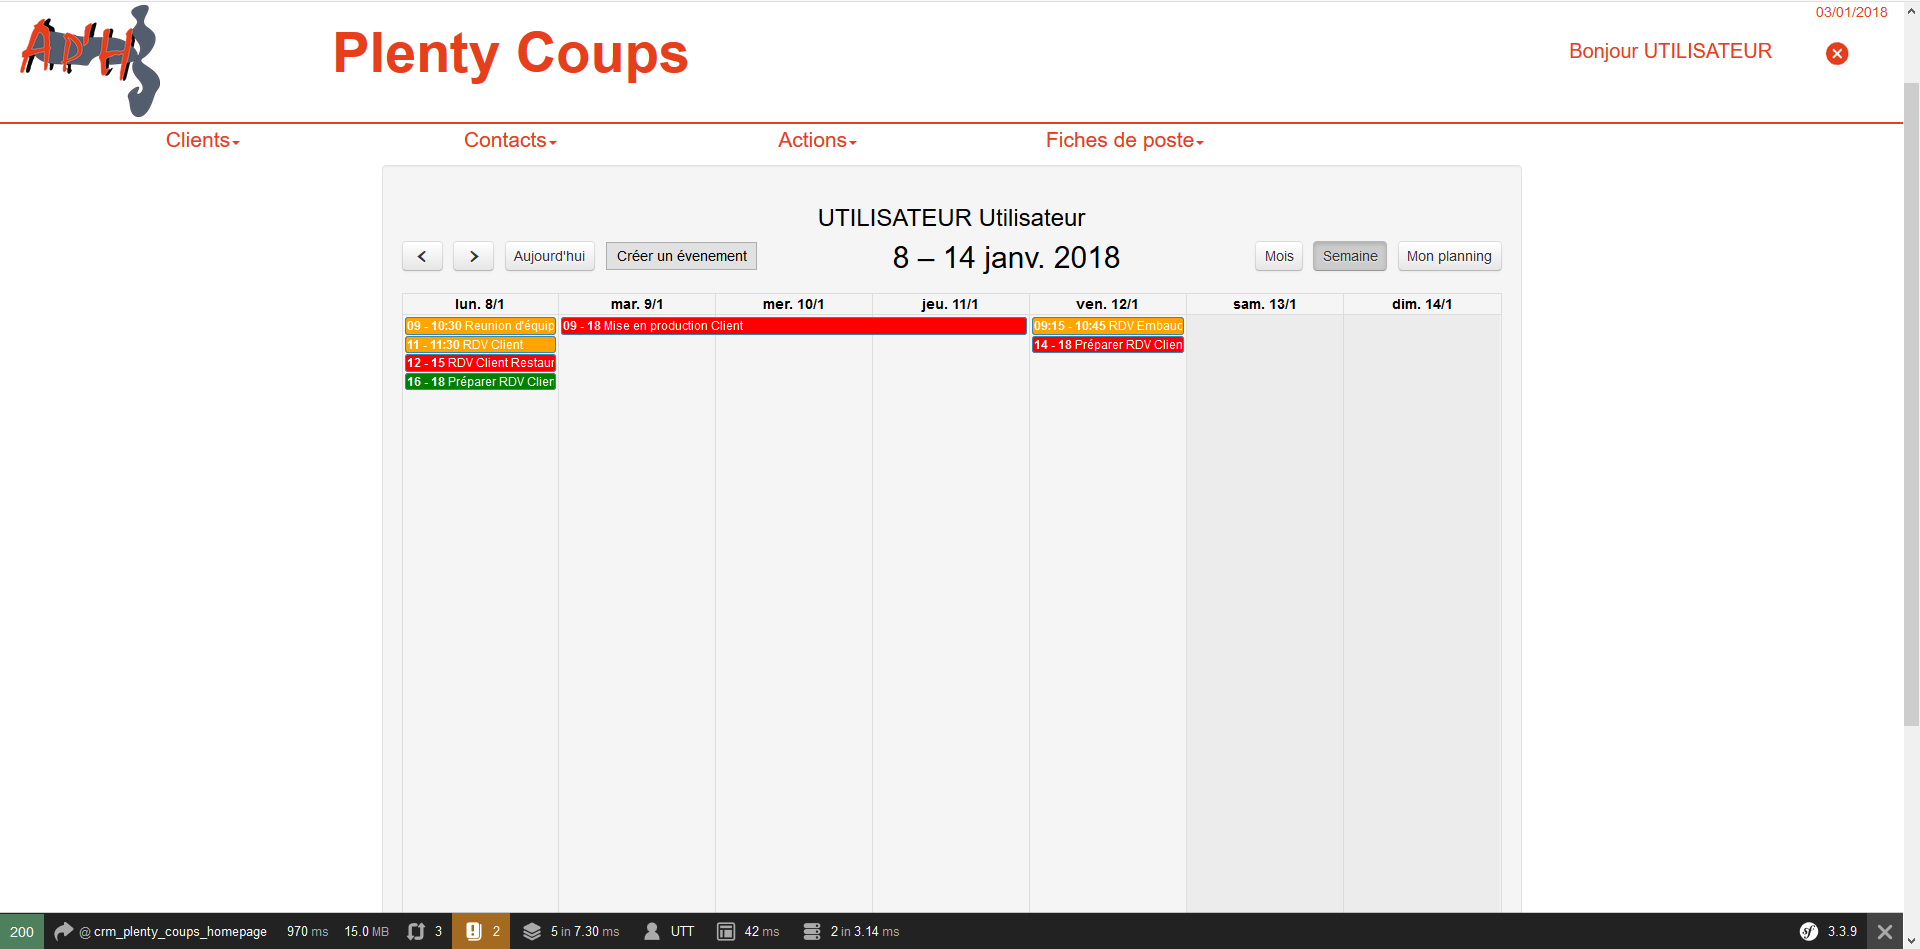 03/01/2018
AP'H
Plenty Coups
Bonjour UTILISATEUR
Clients
Contacts
Actions
Fiches de poste
UTILISATEUR Utilisateur
Aujourd'hui
Créer un évenement
8 – 14 janv. 2018
Mois
Semaine
Mon planning
lun. 8/1
mar. 9/1
mer. 10/1
jeu. 11/1
ven. 12/1
sam. 13/1
dim. 14/1
09 - 10:30 Reunion d'équip
09 - 18 Mise en production Client
09:15 - 10:45 RDV Embauc
11 - 11:30 RDV Client
14 - 18 Préparer RDV Clien
12 - 15 RDV Client Restaur
16 - 18 Préparer RDV Clier
200
@ crm_plenty_coups_homepage
970 ms
15.0 MB
3
2
5 in 7.30 ms
UTT
42 ms
2 in 3.14 ms
sf
3.3.9